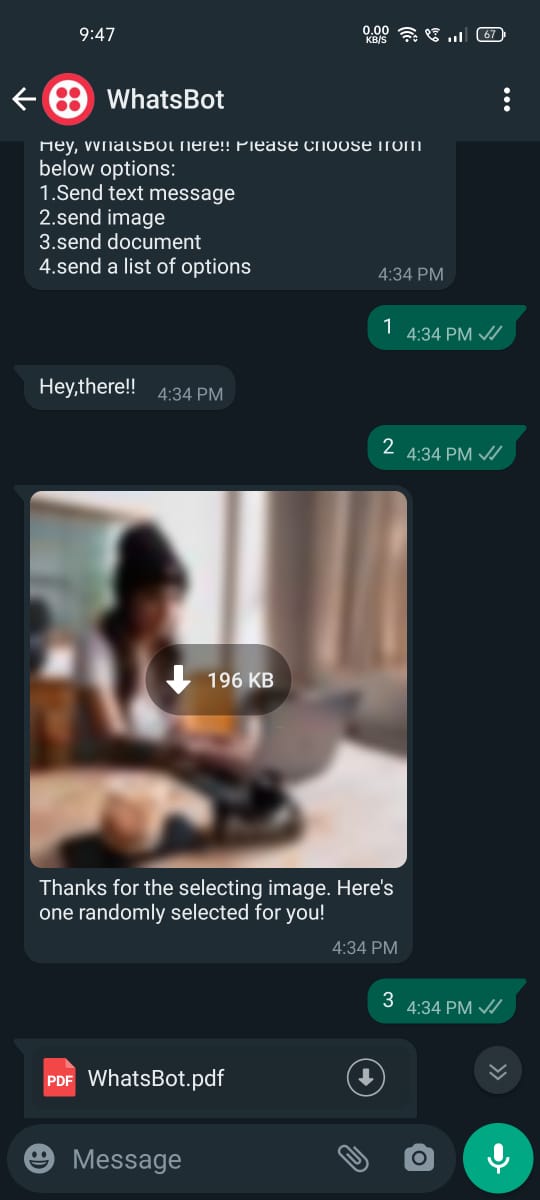 9:47
0.00
KB/S
67
WhatsBot
Hey, WhatsBot here!! Please choose from
below options:
1.Send text message
2.send image
3.send document
4.send a list of options
4:34 PM
1 4:34 PM
Hey,there!! 4:34 PM
2 4:34 PM
196 KB
Thanks for the selecting image. Here's
one randomly selected for you!
4:34 PM
3 4:34 PM
PDF WhatsBot.pdf
Message